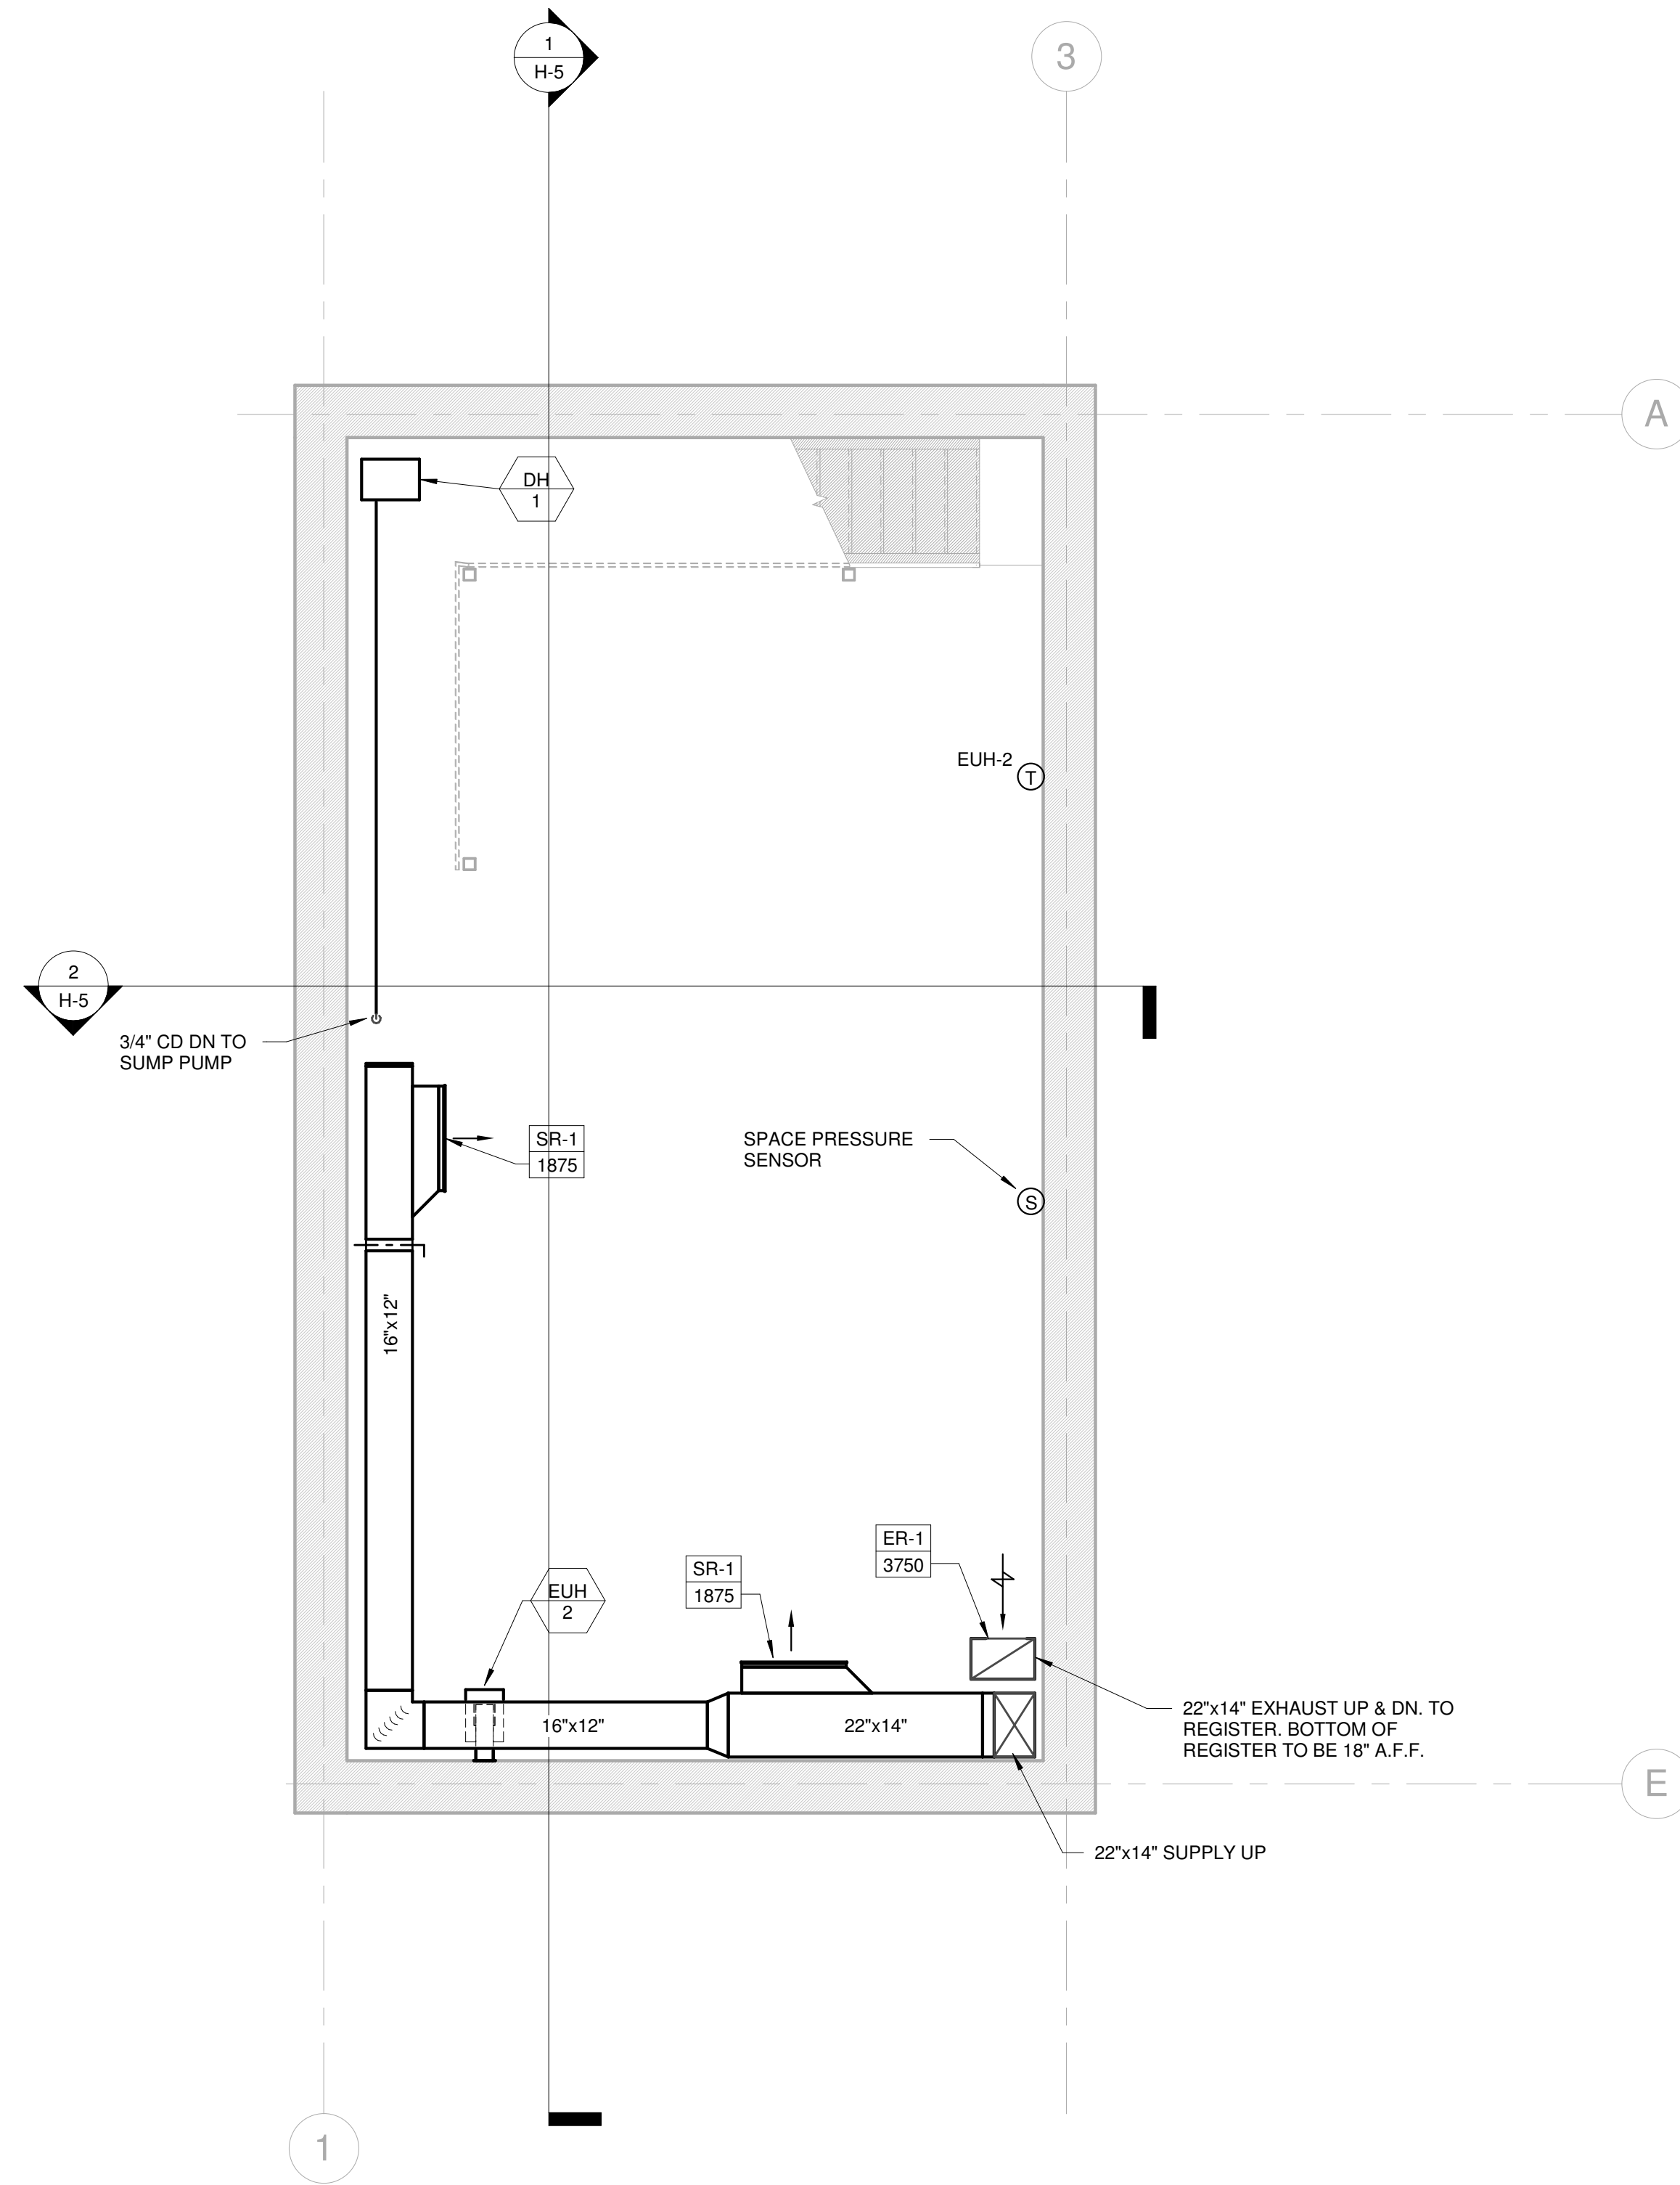 1
H-5
3
A
DH
1
EUH-2
T
2
H-5
3/4" CD DN TO
SUMP PUMP
SR-1
1875
SPACE PRESSURE
SENSOR
S
16"x12"
ER-1
3750
SR-1
1875
EUH
2
16"x12"
22"x14"
22"x14" EXHAUST UP & DN. TO
REGISTER. BOTTOM OF
REGISTER TO BE 18" A.F.F.
E
22"x14" SUPPLY UP
1